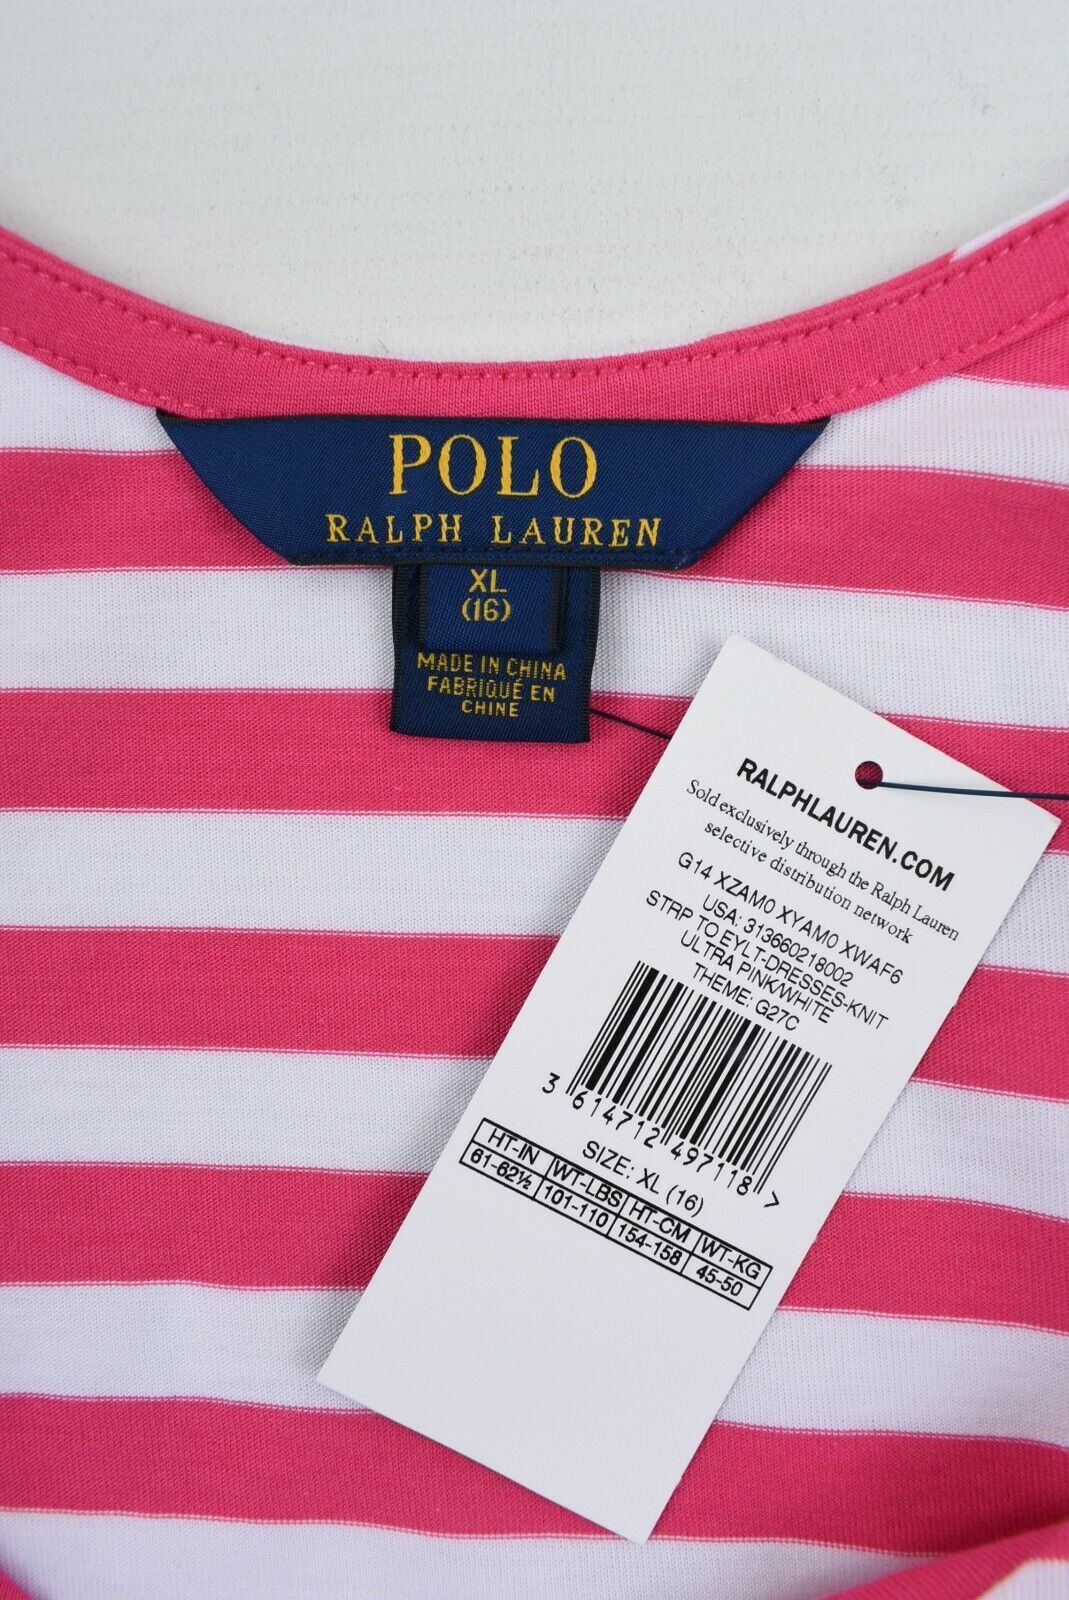 POLO
RALPH LAUREN
XL
(16)
MADE IN CHINA
FABRIQUÉ EN
CHINE
RALPHLAUREN.COM
Sold exclusively through the Ralph Lauren
selective distribution network
G14 XZAM0 XYAM0 XWAF6
USA: 313660218002
STRP TO EYLT-DRESSES-KNIT
ULTRA PINK/WHITE
THEME: G27C
3 614712 497118 >
SIZE: XL (16)
HT-IN WT-LBS HT-CM WT-KG
61-62½ 101-110 154-158 45-50